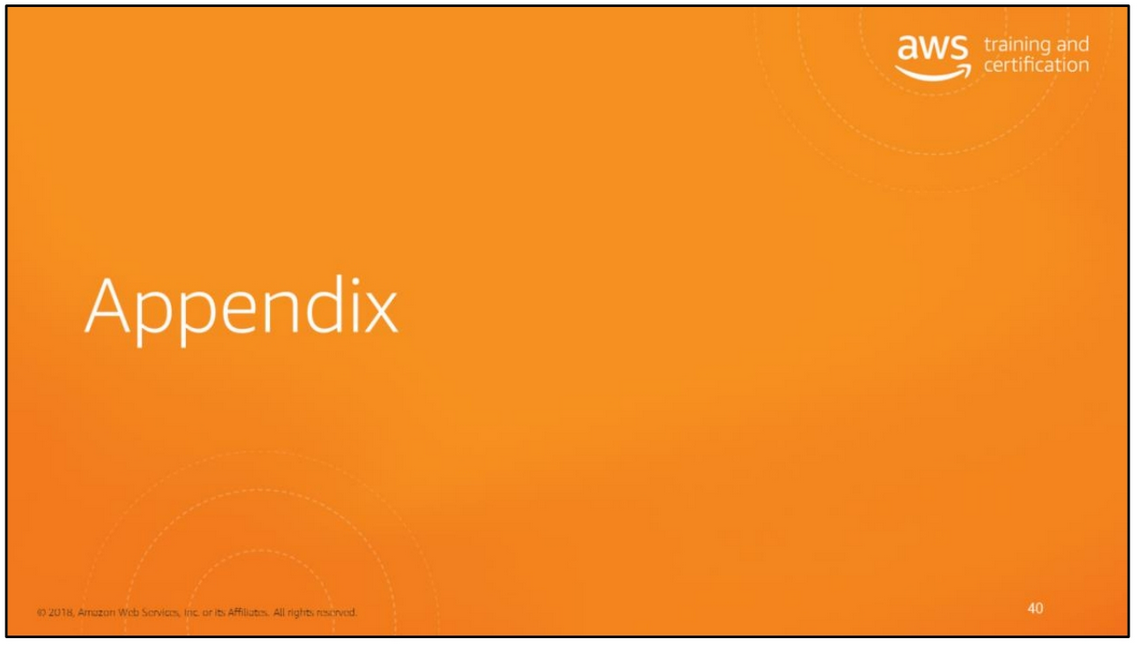 aws training and
certification
Appendix
© 2018, Amazon Web Services, Inc. or its Affiliates. All rights reserved.
40